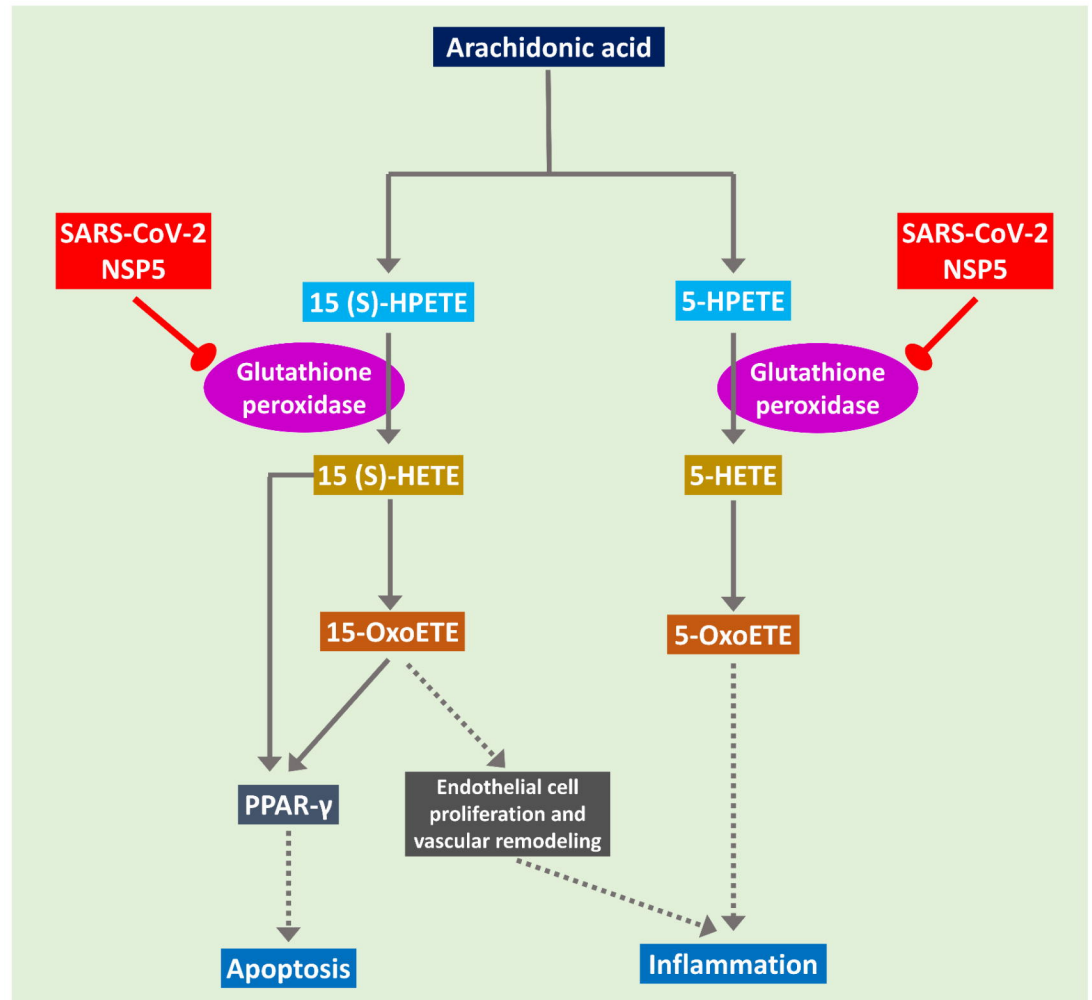 Arachidonic acid
SARS-CoV-2
NSP5
SARS-CoV-2
NSP5
15 (S)-HPETE
5-HPETE
Glutathione
peroxidase
Glutathione
peroxidase
15 (S)-HETE
5-HETE
15-OxoETE
5-OxoETE
PPAR-γ
Endothelial cell
proliferation and
vascular remodeling
Apoptosis
Inflammation